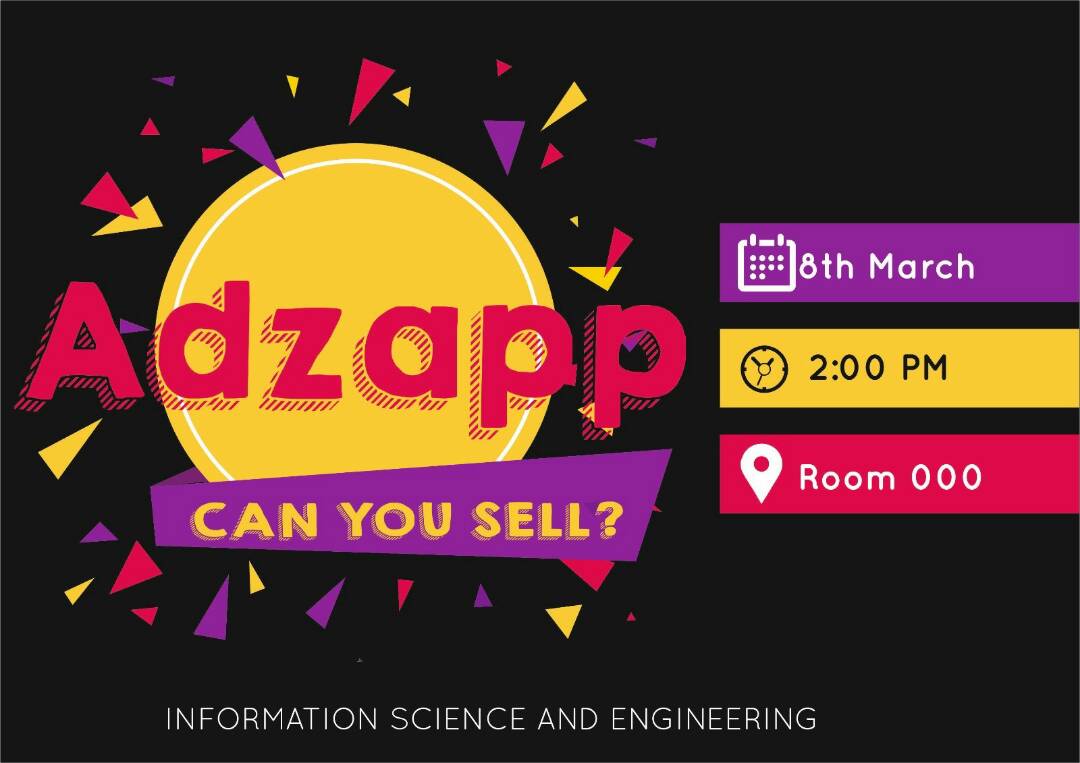 Adzapp
CAN YOU SELL?
8th March
2:00 PM
Room 000
INFORMATION SCIENCE AND ENGINEERING